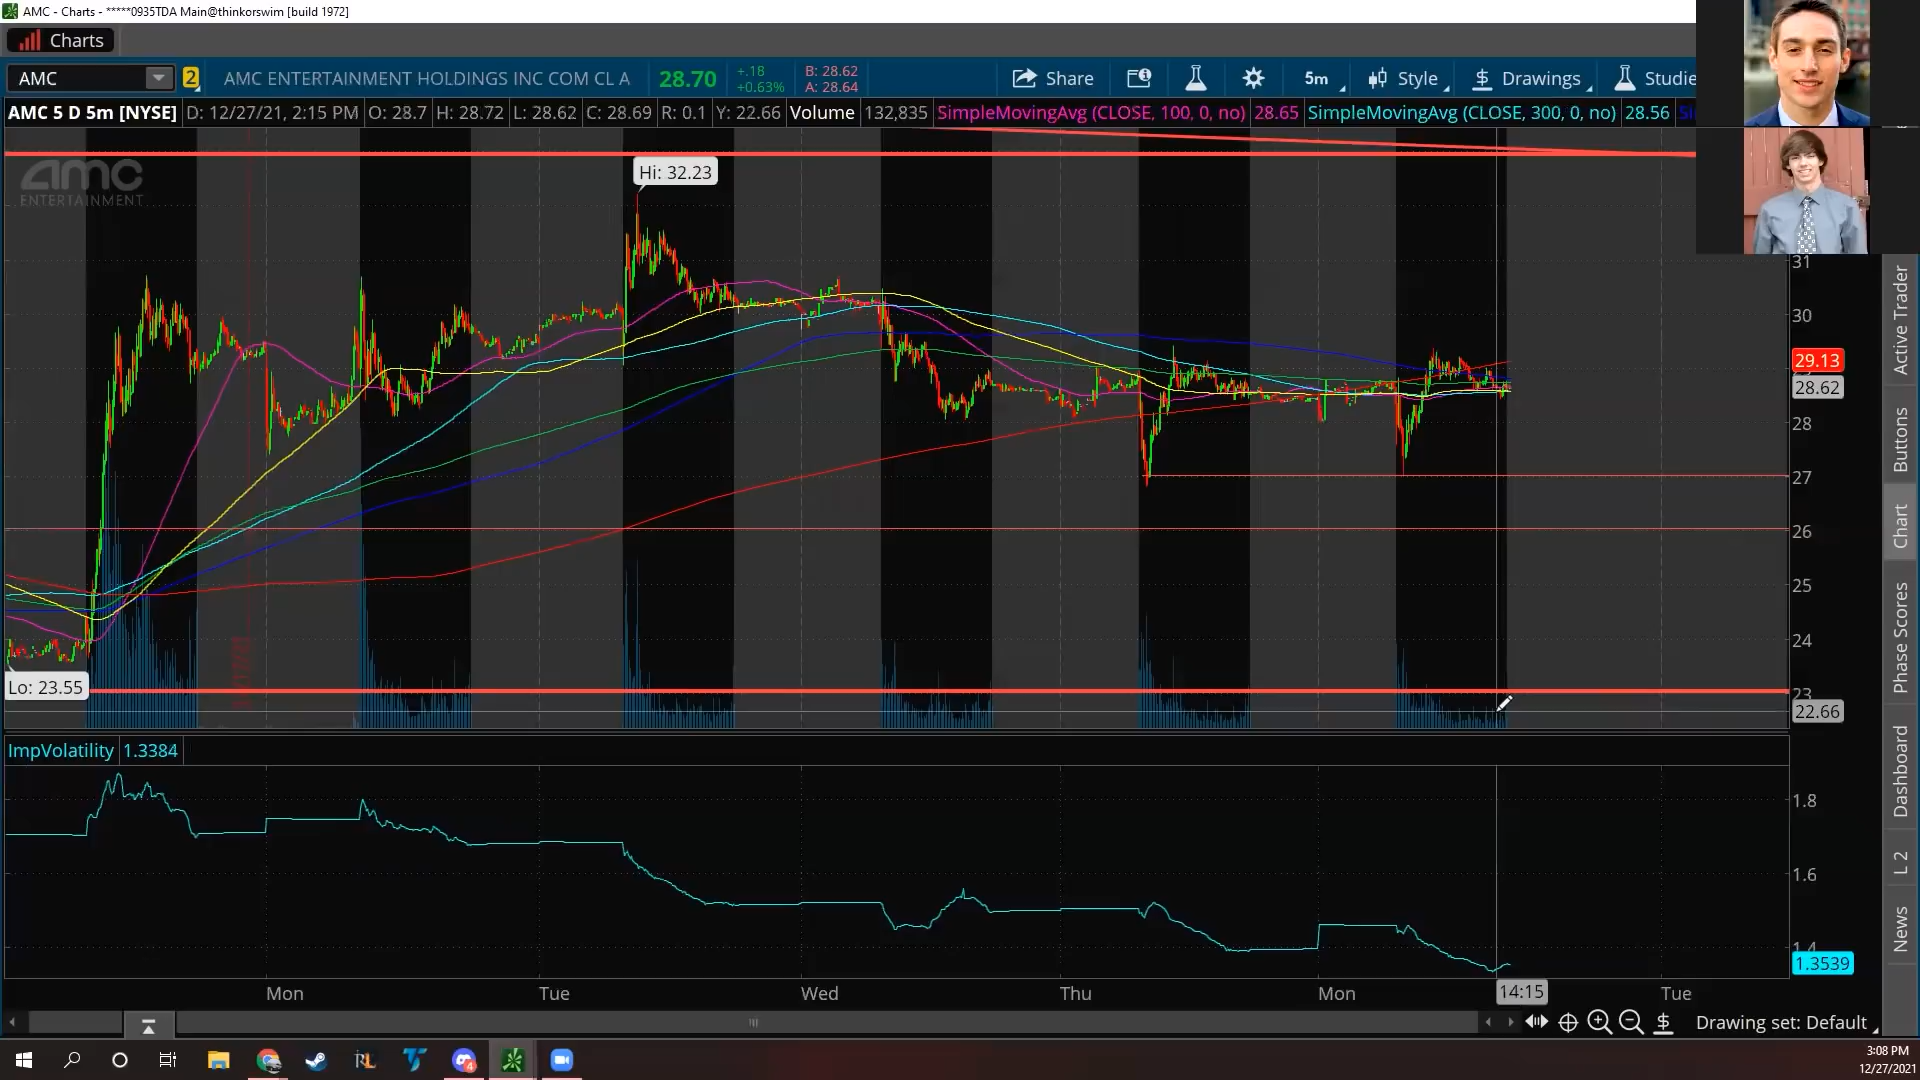 AMC - Charts - *****0935TDA Main@thinkorswim [build 1972]
Charts
AMC 2 AMC ENTERTAINMENT HOLDINGS INC COM CL A 28.70 +.18 +0.63% B: 28.62 A: 28.64 Share 5m Style $ Drawings Studie
AMC 5 D 5m [NYSE] D: 12/27/21, 2:15 PM O: 28.7 H: 28.72 L: 28.62 C: 28.69 R: 0.1 Y: 22.66 Volume 132,835 SimpleMovingAvg (CLOSE, 100, 0, no) 28.65 SimpleMovingAvg (CLOSE, 300, 0, no) 28.56
amc
ENTERTAINMENT
Hi: 32.23
Lo: 23.55
31
30
29.13
28.62
28
27
26
25
24
23
22.66
ImpVolatility 1.3384
1.8
1.6
1.4
1.3539
Mon Tue Wed Thu Mon 14:15 Tue
Drawing set: Default
Active Trader
Buttons
Chart
Phase Scores
Dashboard
L 2
News
RL
4
3:08 PM
12/27/2021